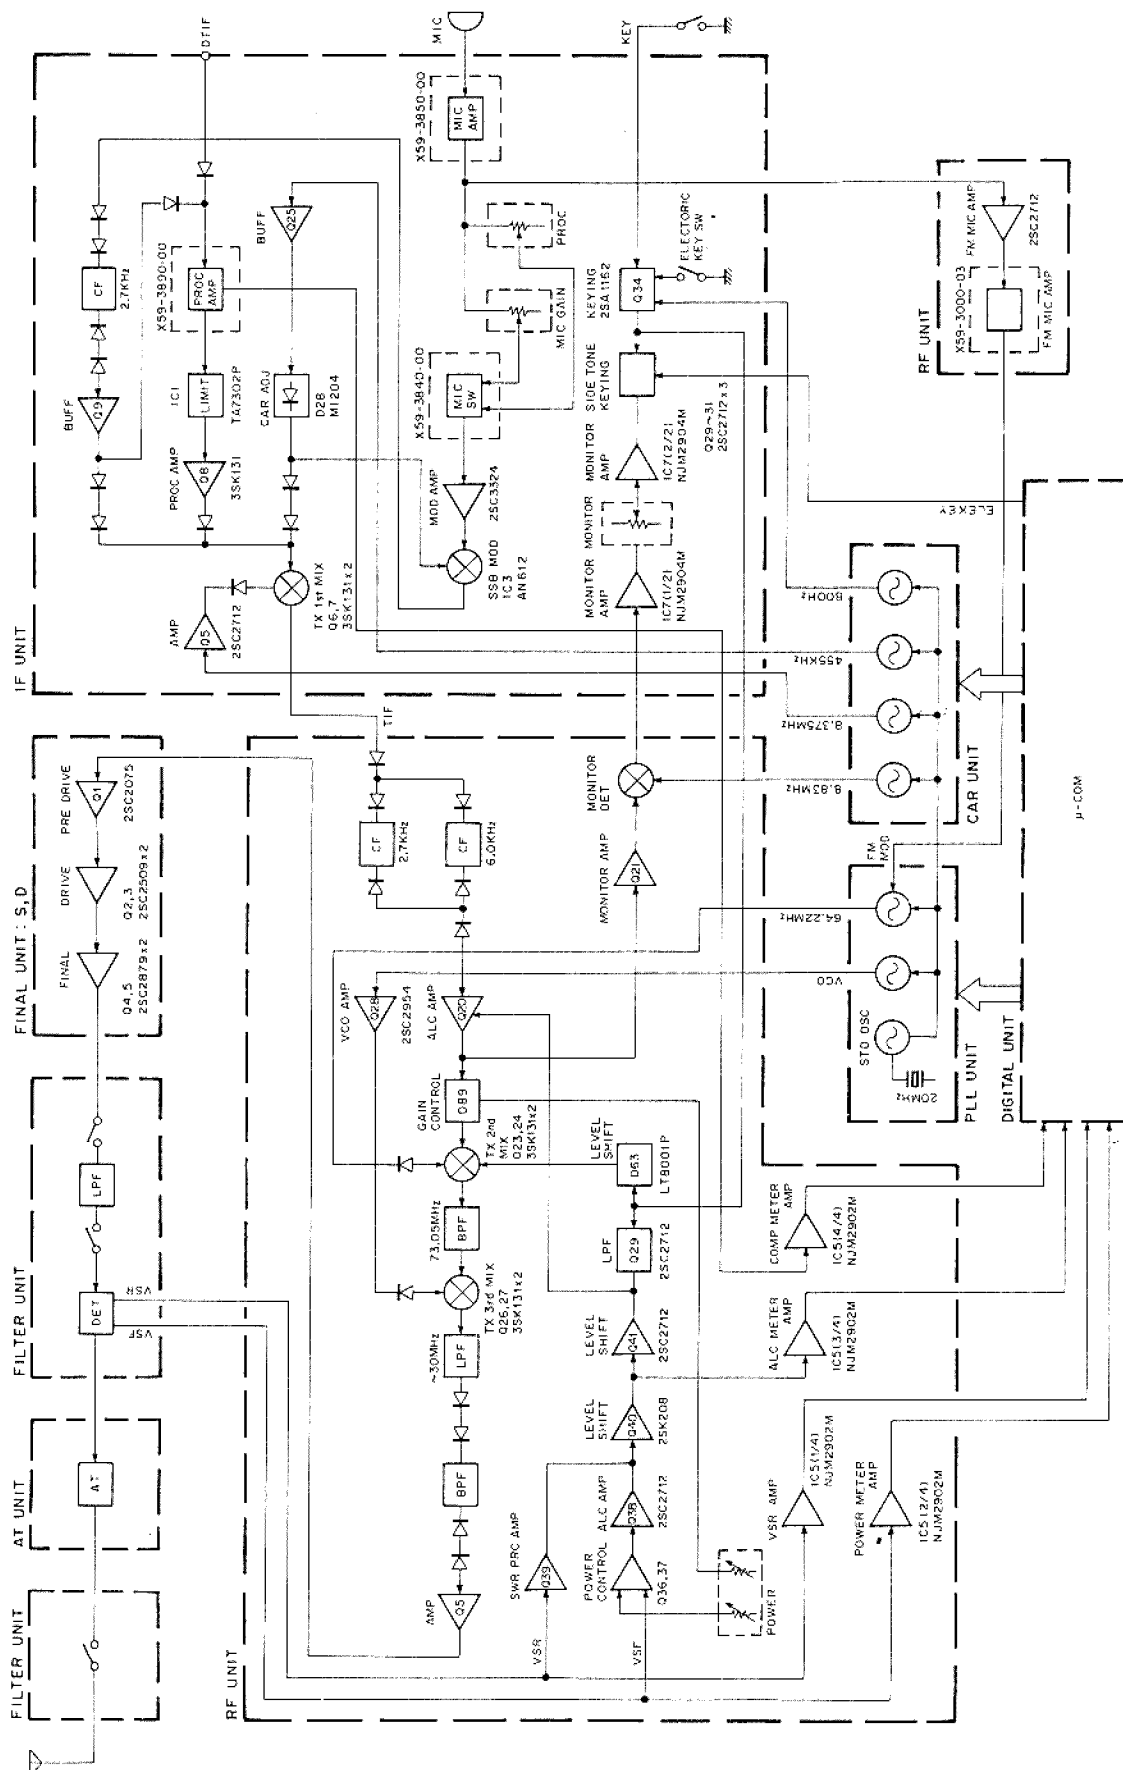 FILTER UNIT
AT UNIT
AT
FILTER UNIT
DET
VSF
VSR
LPF
FINAL UNIT: S,D
FINAL
Q4,5
2SC2879x2
DRIVE
Q2,3
2SC2509x2
PRE DRIVE
Q1
2SC2075
IF UNIT
AMP
Q5
2SC2712
TX 1st MIX
Q6,7
3SK131x2
BUFF
Q9
CF
2.7KHz
PROC AMP
Q8
3SK131
IC1
LIMIT
TA7302P
X59-3890-00
PROC
AMP
DFIF
CAR ADJ
D28
MI204
BUFF
Q25
SSB MOD
IC3
AN612
MOD AMP
2SC3324
X59-3840-00
MIC
SW
MIC GAIN
PROC
X59-3850-00
MIC
AMP
MIC
MONITOR
AMP
IC7(1/2)
NJM2904M
MONITOR
MONITOR
AMP
IC7(2/2)
NJM2904M
SIDE TONE
KEYING
Q29~31
2SC2712x3
KEYING
2SA1162
Q34
ELECTORIC
KEY SW
KEY
RF UNIT
AMP
Q5
BPF
LPF
~30MHz
TX 3rd MIX
Q26,27
3SK131x2
BPF
73.05MHz
TX 2nd
MIX
Q23,24
3SK131x2
GAIN
CONTROL
D89
ALC AMP
Q20
VCO AMP
Q28
2SC2954
CF
2.7KHz
CF
6.0KHz
TIF
MONITOR AMP
Q21
MONITOR
DET
VSR
VSF
SWR PRC AMP
Q39
POWER
CONTROL
Q36,37
ALC AMP
Q38
2SC2712
LEVEL
SHIFT
Q40
2SK208
LEVEL
SHIFT
Q41
2SC2712
LPF
Q29
2SC2712
LEVEL
SHIFT
D63
LT8001P
POWER
VSR AMP
IC5(1/4)
NJM2902M
POWER METER
AMP
IC5(2/4)
NJM2902M
ALC METER
AMP
IC5(3/4)
NJM2902M
COMP METER
AMP
IC5(4/4)
NJM2902M
PLL UNIT
20MHz
STD OSC
VCO
64.22MHz
FM
MOD
CAR UNIT
8.83MHz
8.375MHz
455KHz
800Hz
ELEKEY
RF UNIT
X59-3000-03
FM MIC AMP
FM MIC AMP
2SC2712
DIGITAL UNIT
µ-COM